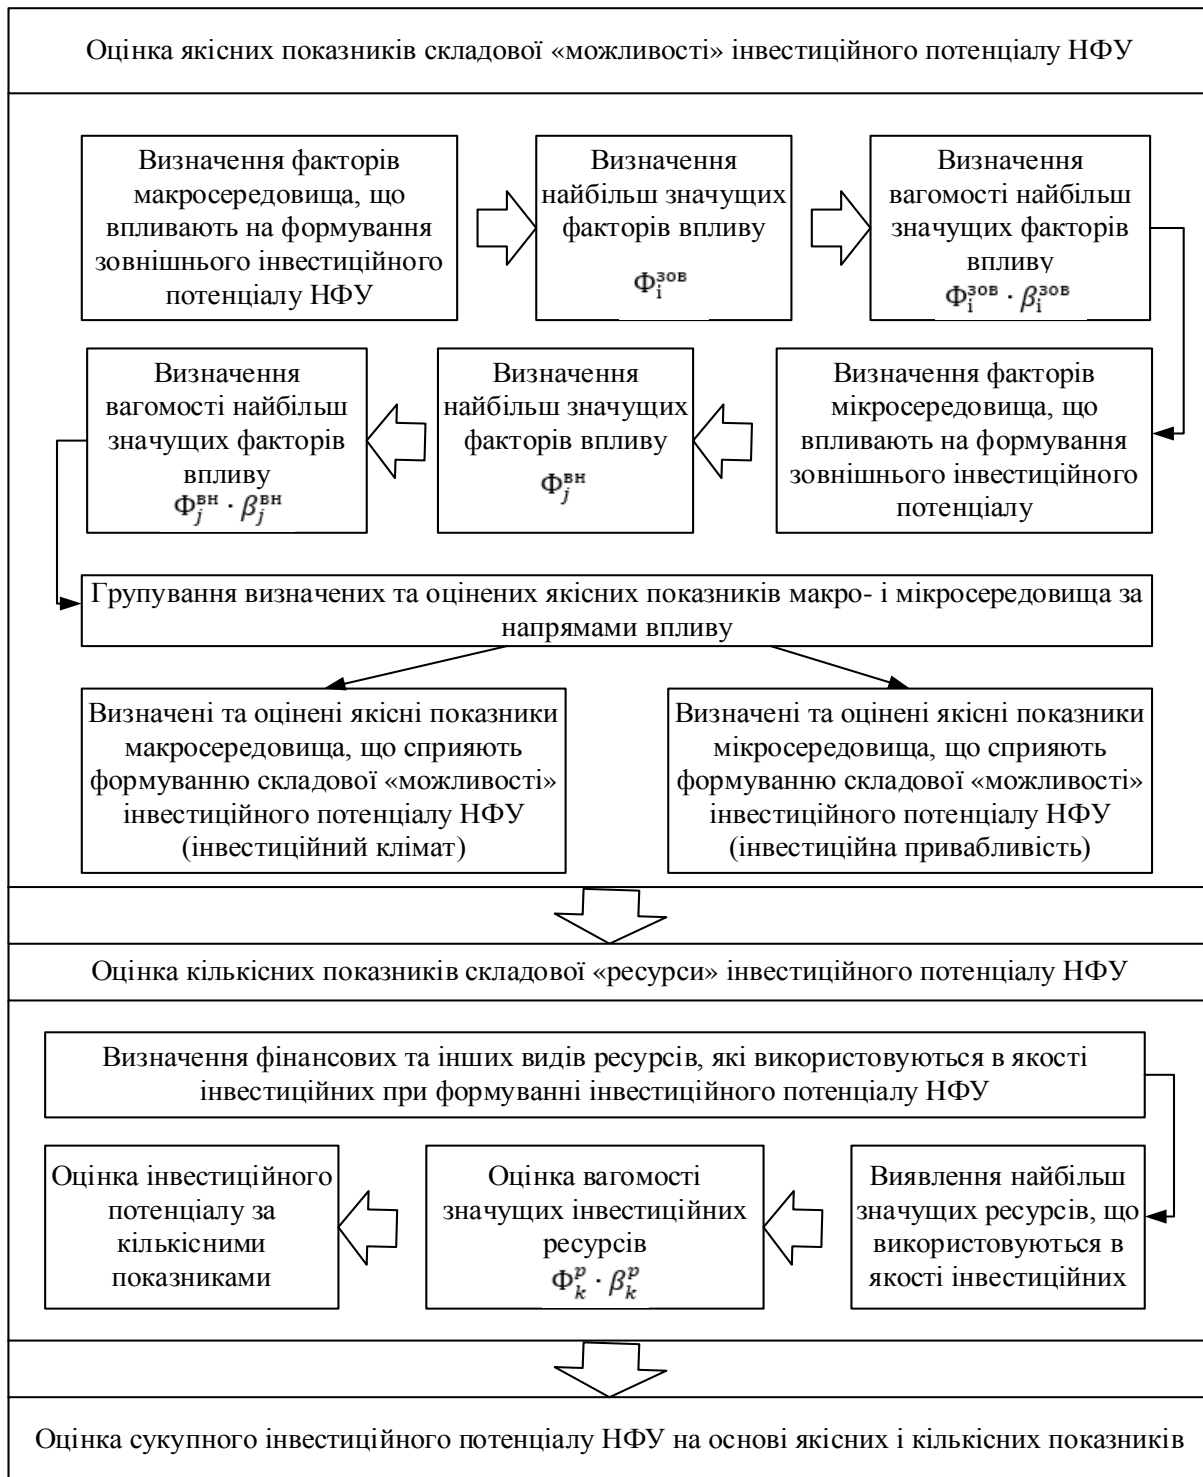 Оцінка якісних показників складової «можливості» інвестиційного потенціалу НФУ
Визначення факторів
макросередовища, що
впливають на формування
зовнішнього інвестиційного
потенціалу НФУ
Визначення
найбільш значущих
факторів впливу
Φ_i^зов
Визначення
вагомості найбільш
значущих факторів
впливу
Φ_i^зов · β_i^зов
Визначення факторів
мікросередовища, що
впливають на формування
зовнішнього інвестиційного
потенціалу
Визначення
найбільш значущих
факторів впливу
Φ_j^вн
Визначення
вагомості найбільш
значущих факторів
впливу
Φ_j^вн · β_j^вн
Групування визначених та оцінених якісних показників макро- і мікросередовища за
напрямами впливу
Визначені та оцінені якісні показники
макросередовища, що сприяють
формуванню складової «можливості»
інвестиційного потенціалу НФУ
(інвестиційний клімат)
Визначені та оцінені якісні показники
мікросередовища, що сприяють
формуванню складової «можливості»
інвестиційного потенціалу НФУ
(інвестиційна привабливість)
Оцінка кількісних показників складової «ресурси» інвестиційного потенціалу НФУ
Визначення фінансових та інших видів ресурсів, які використовуються в якості
інвестиційних при формуванні інвестиційного потенціалу НФУ
Виявлення найбільш
значущих ресурсів, що
використовуються в
якості інвестиційних
Оцінка вагомості
значущих інвестиційних
ресурсів
Φ_k^p · β_k^p
Оцінка інвестиційного
потенціалу за
кількісними
показниками
Оцінка сукупного інвестиційного потенціалу НФУ на основі якісних і кількісних показників